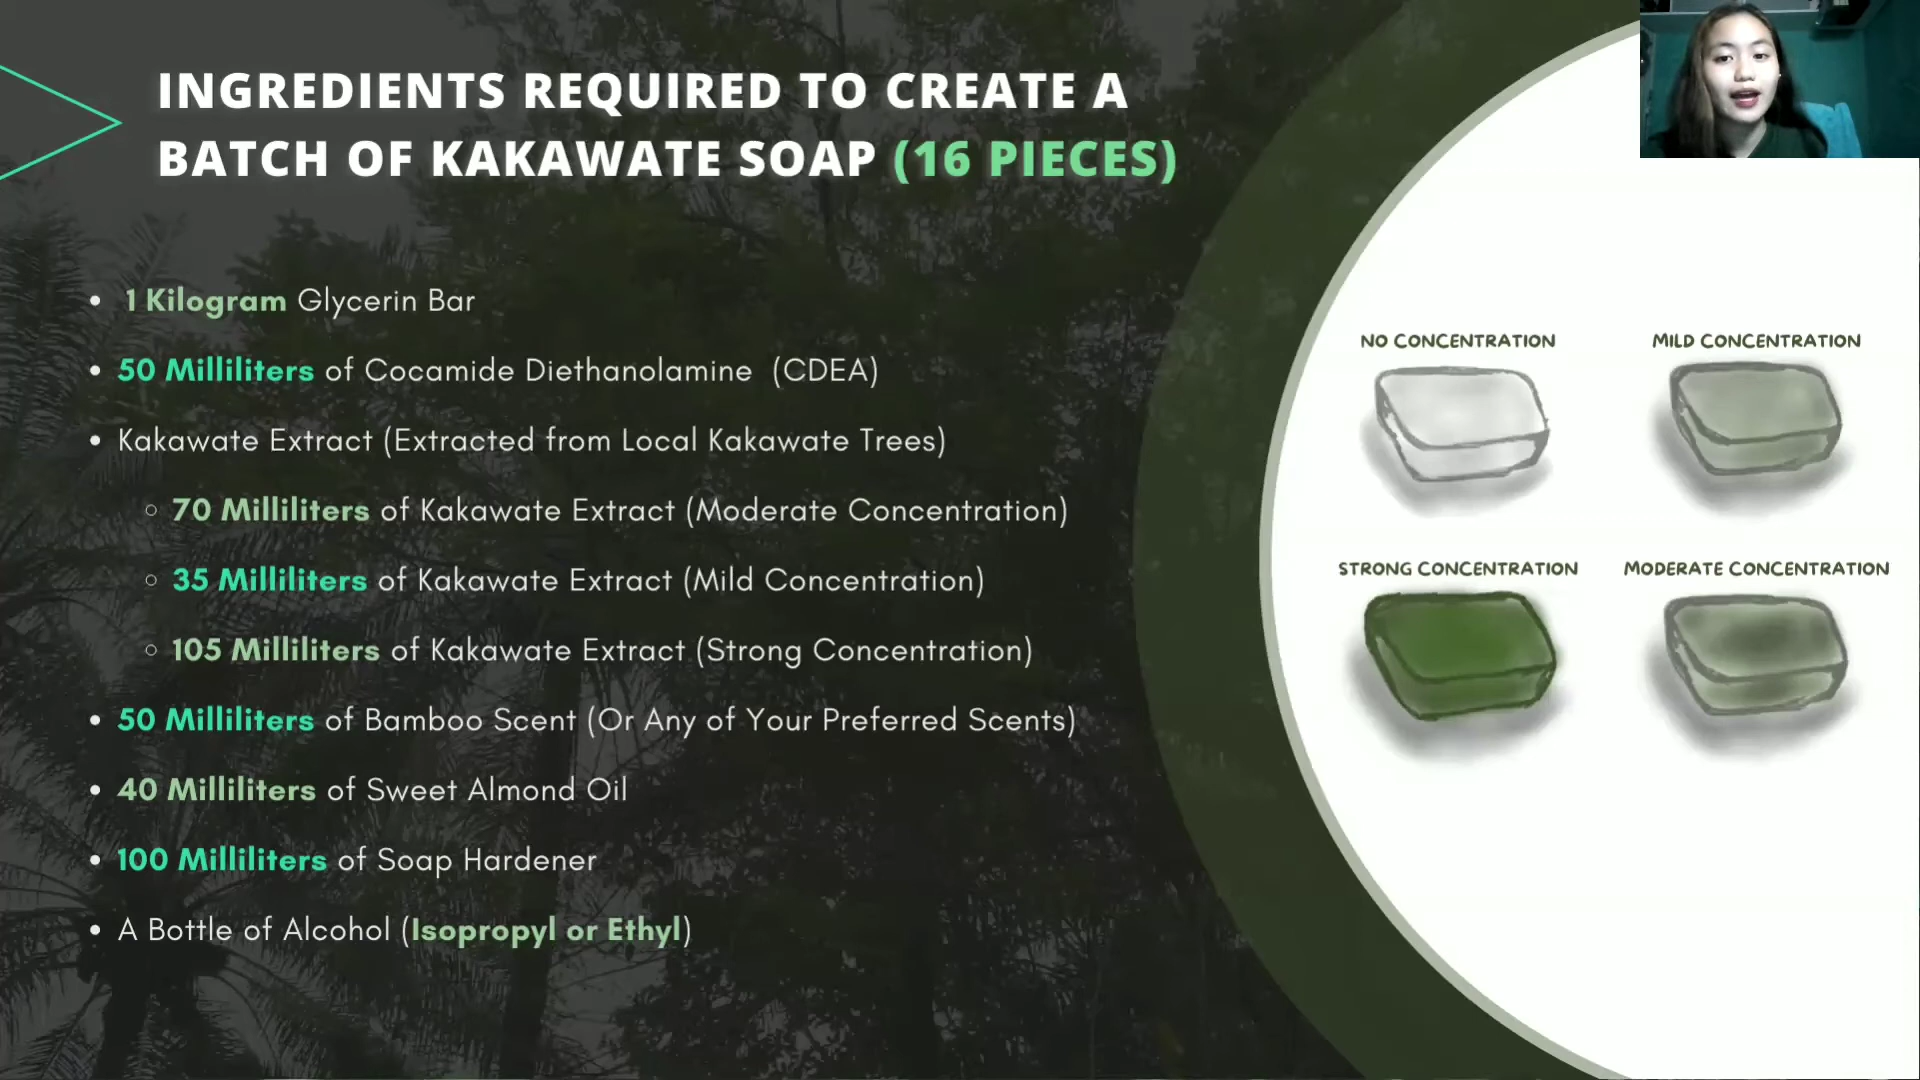 INGREDIENTS REQUIRED TO CREATE A
BATCH OF KAKAWATE SOAP (16 PIECES)
1 Kilogram Glycerin Bar
50 Milliliters of Cocamide Diethanolamine (CDEA)
Kakawate Extract (Extracted from Local Kakawate Trees)
70 Milliliters of Kakawate Extract (Moderate Concentration)
35 Milliliters of Kakawate Extract (Mild Concentration)
105 Milliliters of Kakawate Extract (Strong Concentration)
50 Milliliters of Bamboo Scent (Or Any of Your Preferred Scents)
40 Milliliters of Sweet Almond Oil
100 Milliliters of Soap Hardener
A Bottle of Alcohol (Isopropyl or Ethyl)
NO CONCENTRATION
MILD CONCENTRATION
STRONG CONCENTRATION
MODERATE CONCENTRATION